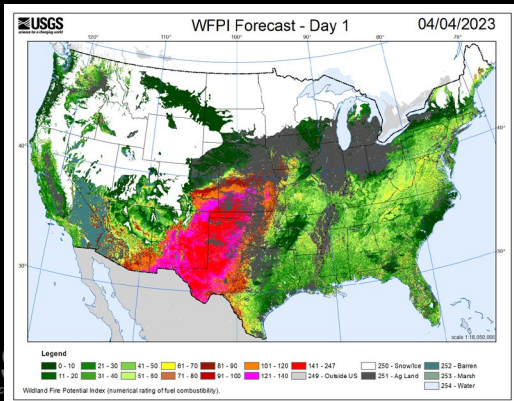 USGS
science for a changing world
WFPI Forecast - Day 1
04/04/2023
120° 110° 100° 90° 80° 70°
40° 40°
30° 30°
scale 1:18,050,000
Legend
0 - 10 21 - 30 41 - 50 61 - 70 81 - 90 101 - 120 141 - 247 250 - Snow/Ice 252 - Barren
11 - 20 31 - 40 51 - 60 71 - 80 91 - 100 121 - 140 249 - Outside US 251 - Ag Land 253 - Marsh
254 - Water
Wildland Fire Potential Index (numerical rating of fuel combustibility).